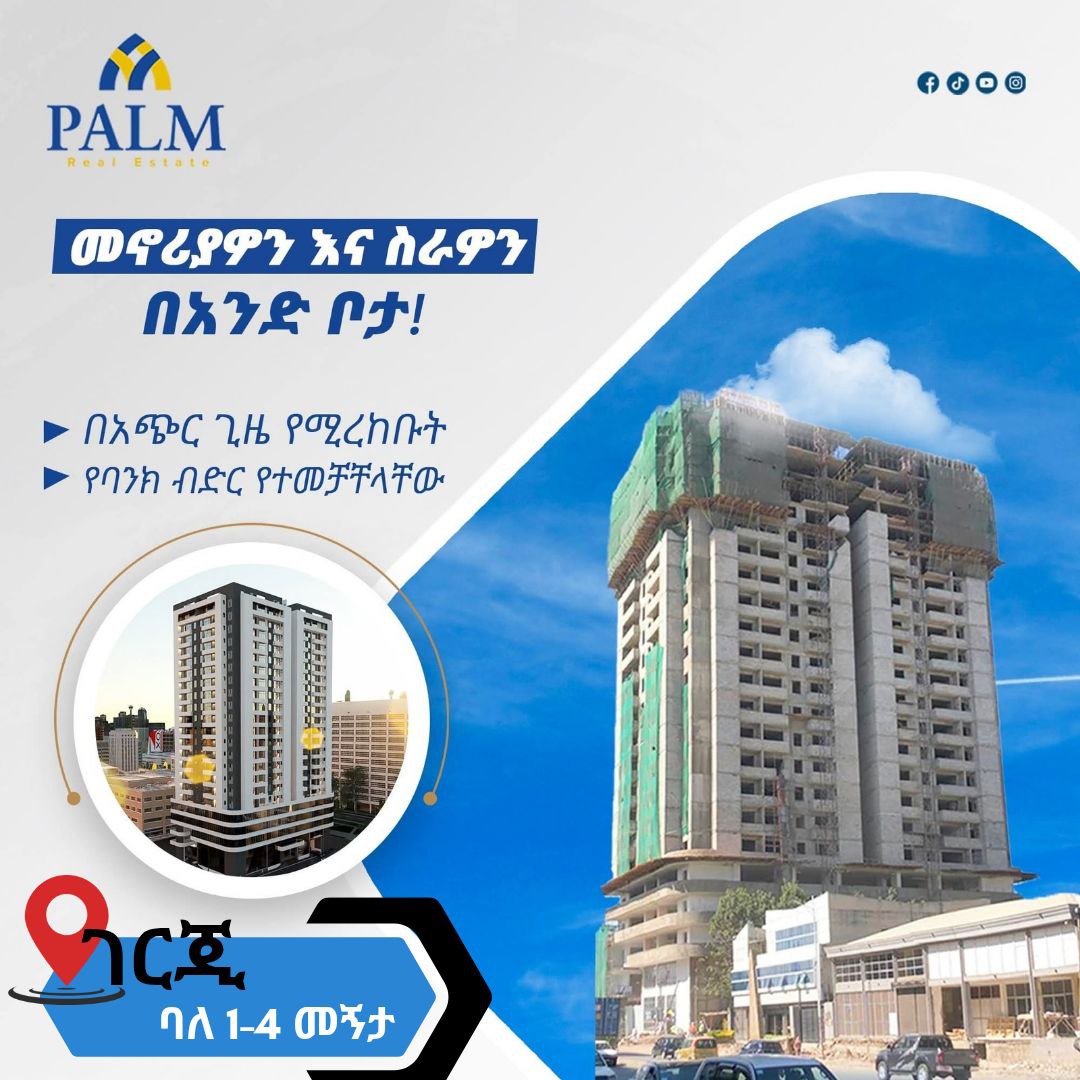 PALM
Real Estate
መኖሪያዎን እና ስራዎን
በአንድ ቦታ!
በአጭር ጊዜ የሚረከቡት
የባንክ ብድር የተመቻቸላቸው
ገርጂ
ባለ 1-4 መኝታ